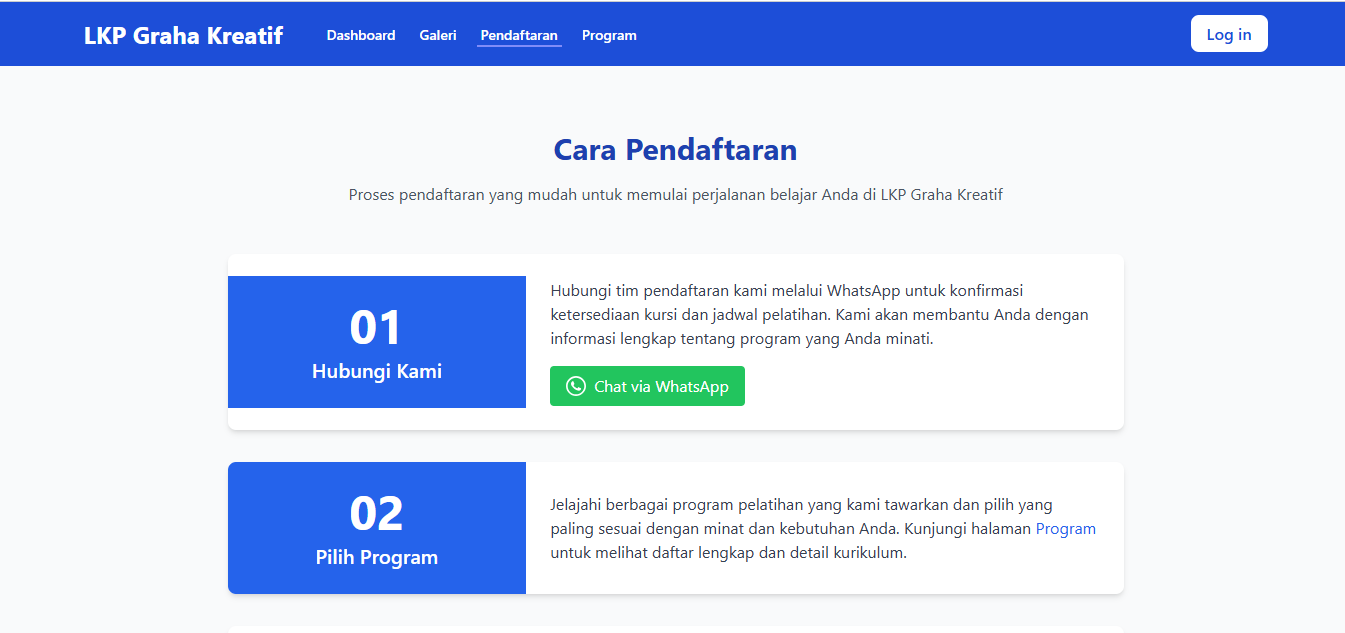 LKP Graha Kreatif
Dashboard
Galeri
Pendaftaran
Program
Log in
Cara Pendaftaran
Proses pendaftaran yang mudah untuk memulai perjalanan belajar Anda di LKP Graha Kreatif
01
Hubungi Kami
Hubungi tim pendaftaran kami melalui WhatsApp untuk konfirmasi
ketersediaan kursi dan jadwal pelatihan. Kami akan membantu Anda dengan
informasi lengkap tentang program yang Anda minati.
Chat via WhatsApp
02
Pilih Program
Jelajahi berbagai program pelatihan yang kami tawarkan dan pilih yang
paling sesuai dengan minat dan kebutuhan Anda. Kunjungi halaman Program
untuk melihat daftar lengkap dan detail kurikulum.